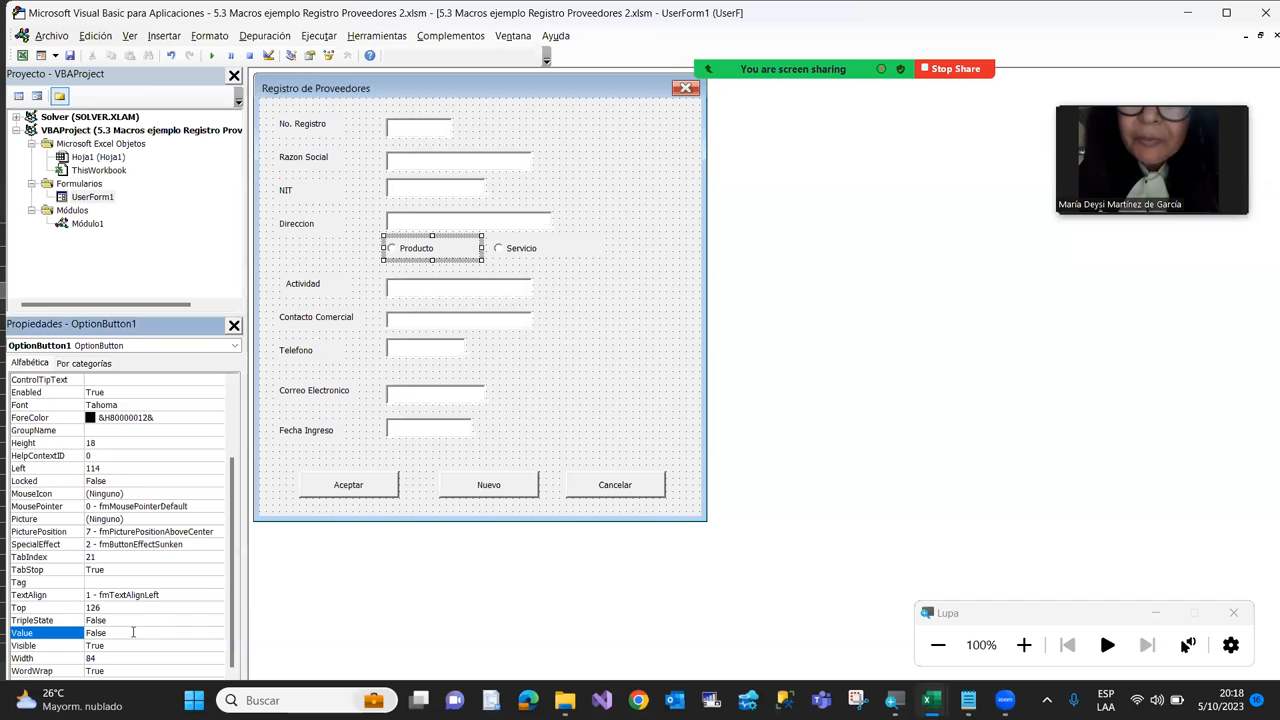 Microsoft Visual Basic para Aplicaciones - 5.3 Macros ejemplo Registro Proveedores 2.xlsm - [5.3 Macros ejemplo Registro Proveedores 2.xlsm - UserForm1 (UserF]
Archivo Edición Ver Insertar Formato Depuración Ejecutar Herramientas Complementos Ventana Ayuda
You are screen sharing Stop Share
Proyecto - VBAProject
Solver (SOLVER.XLAM)
VBAProject (5.3 Macros ejemplo Registro Prov
Microsoft Excel Objetos
Hoja1 (Hoja1)
ThisWorkbook
Formularios
UserForm1
Módulos
Módulo1
Propiedades - OptionButton1
OptionButton1 OptionButton
Alfabética Por categorías
ControlTipText
Enabled True
Font Tahoma
ForeColor &H80000012&
GroupName
Height 18
HelpContextID 0
Left 114
Locked False
MouseIcon (Ninguno)
MousePointer 0 - fmMousePointerDefault
Picture (Ninguno)
PicturePosition 7 - fmPicturePositionAboveCenter
SpecialEffect 2 - fmButtonEffectSunken
TabIndex 21
TabStop True
Tag
TextAlign 1 - fmTextAlignLeft
Top 126
TripleState False
Value False
Visible True
Width 84
WordWrap True
Registro de Proveedores
No. Registro
Razon Social
NIT
Direccion
Producto Servicio
Actividad
Contacto Comercial
Telefono
Correo Electronico
Fecha Ingreso
Aceptar Nuevo Cancelar
María Deysi Martínez de García
Lupa
100%
26°C
Mayorm. nublado
Buscar
ESP
LAA
20:18
5/10/2023